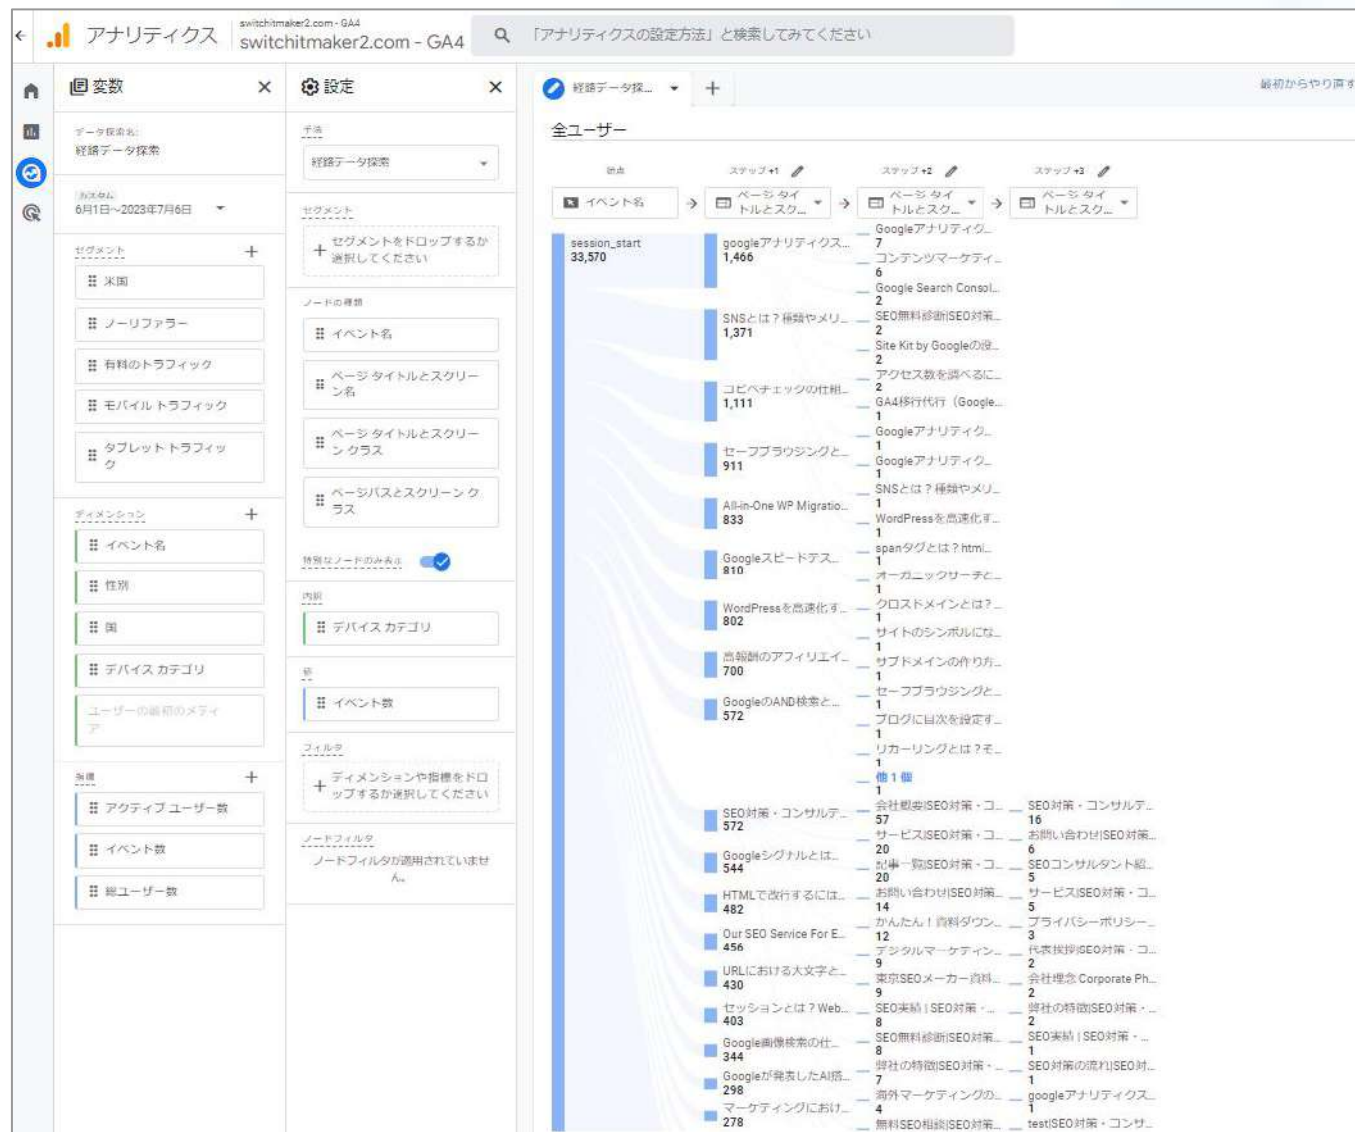 アナリティクス
switchitmaker2.com - GA4
switchitmaker2.com - GA4
「アナリティクスの設定方法」と検索してみてください
変数
設定
経路データ探...
最初からやり直す
データ探索名:
経路データ探索
カスタム
6月1日~2023年7月6日
セグメント
米国
ノーリファラー
有料のトラフィック
モバイル トラフィック
タブレット トラフィッ
ク
ディメンション
イベント名
性別
国
デバイス カテゴリ
ユーザーの最初のメディ
ア
指標
アクティブ ユーザー数
イベント数
総ユーザー数
手法
経路データ探索
セグメント
セグメントをドロップするか
選択してください
ノードの種類
イベント名
ページ タイトルとスクリー
ン名
ページ タイトルとスクリー
ン クラス
ページパスとスクリーン ク
ラス
特別なノードのみ表示
内訳
デバイス カテゴリ
値
イベント数
フィルタ
ディメンションや指標をドロ
ップするか選択してください
ノードフィルタ
ノードフィルタが適用されていませ
ん。
全ユーザー
始点
ステップ +1
ステップ +2
ステップ +3
イベント名
ページ タイ
トルとスク...
ページ タイ
トルとスク...
ページ タイ
トルとスク...
session_start
33,570
googleアナリティクス...
1,466
SNSとは？種類やメリ...
1,371
コピペチェックの仕組...
1,111
セーフブラウジングと...
911
All-in-One WP Migratio...
833
Googleスピードテス...
810
WordPressを高速化す...
802
高報酬のアフィリエイ...
700
GoogleのAND検索と...
572
SEO対策・コンサルテ...
572
Googleシグナルとは...
544
HTMLで改行するには...
482
Our SEO Service For E...
456
URLにおける大文字と...
430
セッションとは？Web...
403
Google画像検索の仕...
344
Googleが発表したAI搭...
298
マーケティングにおけ...
278
Googleアナリティク...
7
コンテンツマーケティ...
6
Google Search Consol...
2
SEO無料診断|SEO対策...
2
Site Kit by Googleの設...
2
アクセス数を調べるに...
2
GA4移行代行（Google...
1
Googleアナリティク...
1
Googleアナリティク...
1
SNSとは？種類やメリ...
1
WordPressを高速化す...
1
spanタグとは？html...
1
オーガニックサーチと...
1
クロスドメインとは？...
1
サイトのシンボルにな...
1
サブドメインの作り方...
1
セーフブラウジングと...
1
ブログに目次を設定す...
1
リカーリングとは？そ...
1
他 1 個
1
会社概要|SEO対策・コ...
57
サービス|SEO対策・コ...
20
記事一覧|SEO対策・コ...
20
お問い合わせ|SEO対策...
14
かんたん！資料ダウン...
12
デジタルマーケティン...
9
東京SEOメーカー資料...
9
SEO実績 | SEO対策・...
8
SEO無料診断|SEO対策...
8
弊社の特徴|SEO対策・...
7
海外マーケティングの...
4
無料SEO相談|SEO対策...
SEO対策・コンサルテ...
16
お問い合わせ|SEO対策...
6
SEOコンサルタント紹...
5
サービス|SEO対策・コ...
5
プライバシーポリシー...
3
代表挨拶|SEO対策・コ...
2
会社理念 Corporate Ph...
2
弊社の特徴|SEO対策・...
2
SEO実績 | SEO対策・...
1
SEO対策の流れ|SEO対...
1
googleアナリティクス...
1
test|SEO対策・コンサ...